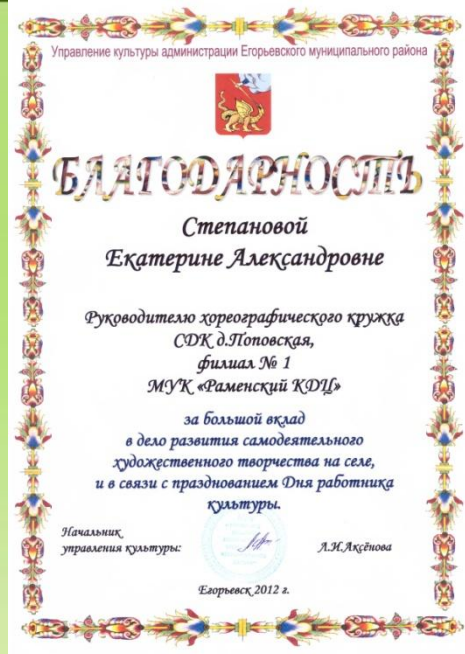 Управление культуры администрации Егорьевского муниципального района
БЛАГОДАРНОСТЬ
Степановой
Екатерине Александровне
Руководителю хореографического кружка
СДК д.Поповская,
филиал № 1
МУК «Раменский КДЦ»
за большой вклад
в дело развития самодеятельного
художественного творчества на селе,
и в связи с празднованием Дня работника
культуры.
Начальник
управления культуры: Л.И.Аксёнова
Егорьевск 2012 г.